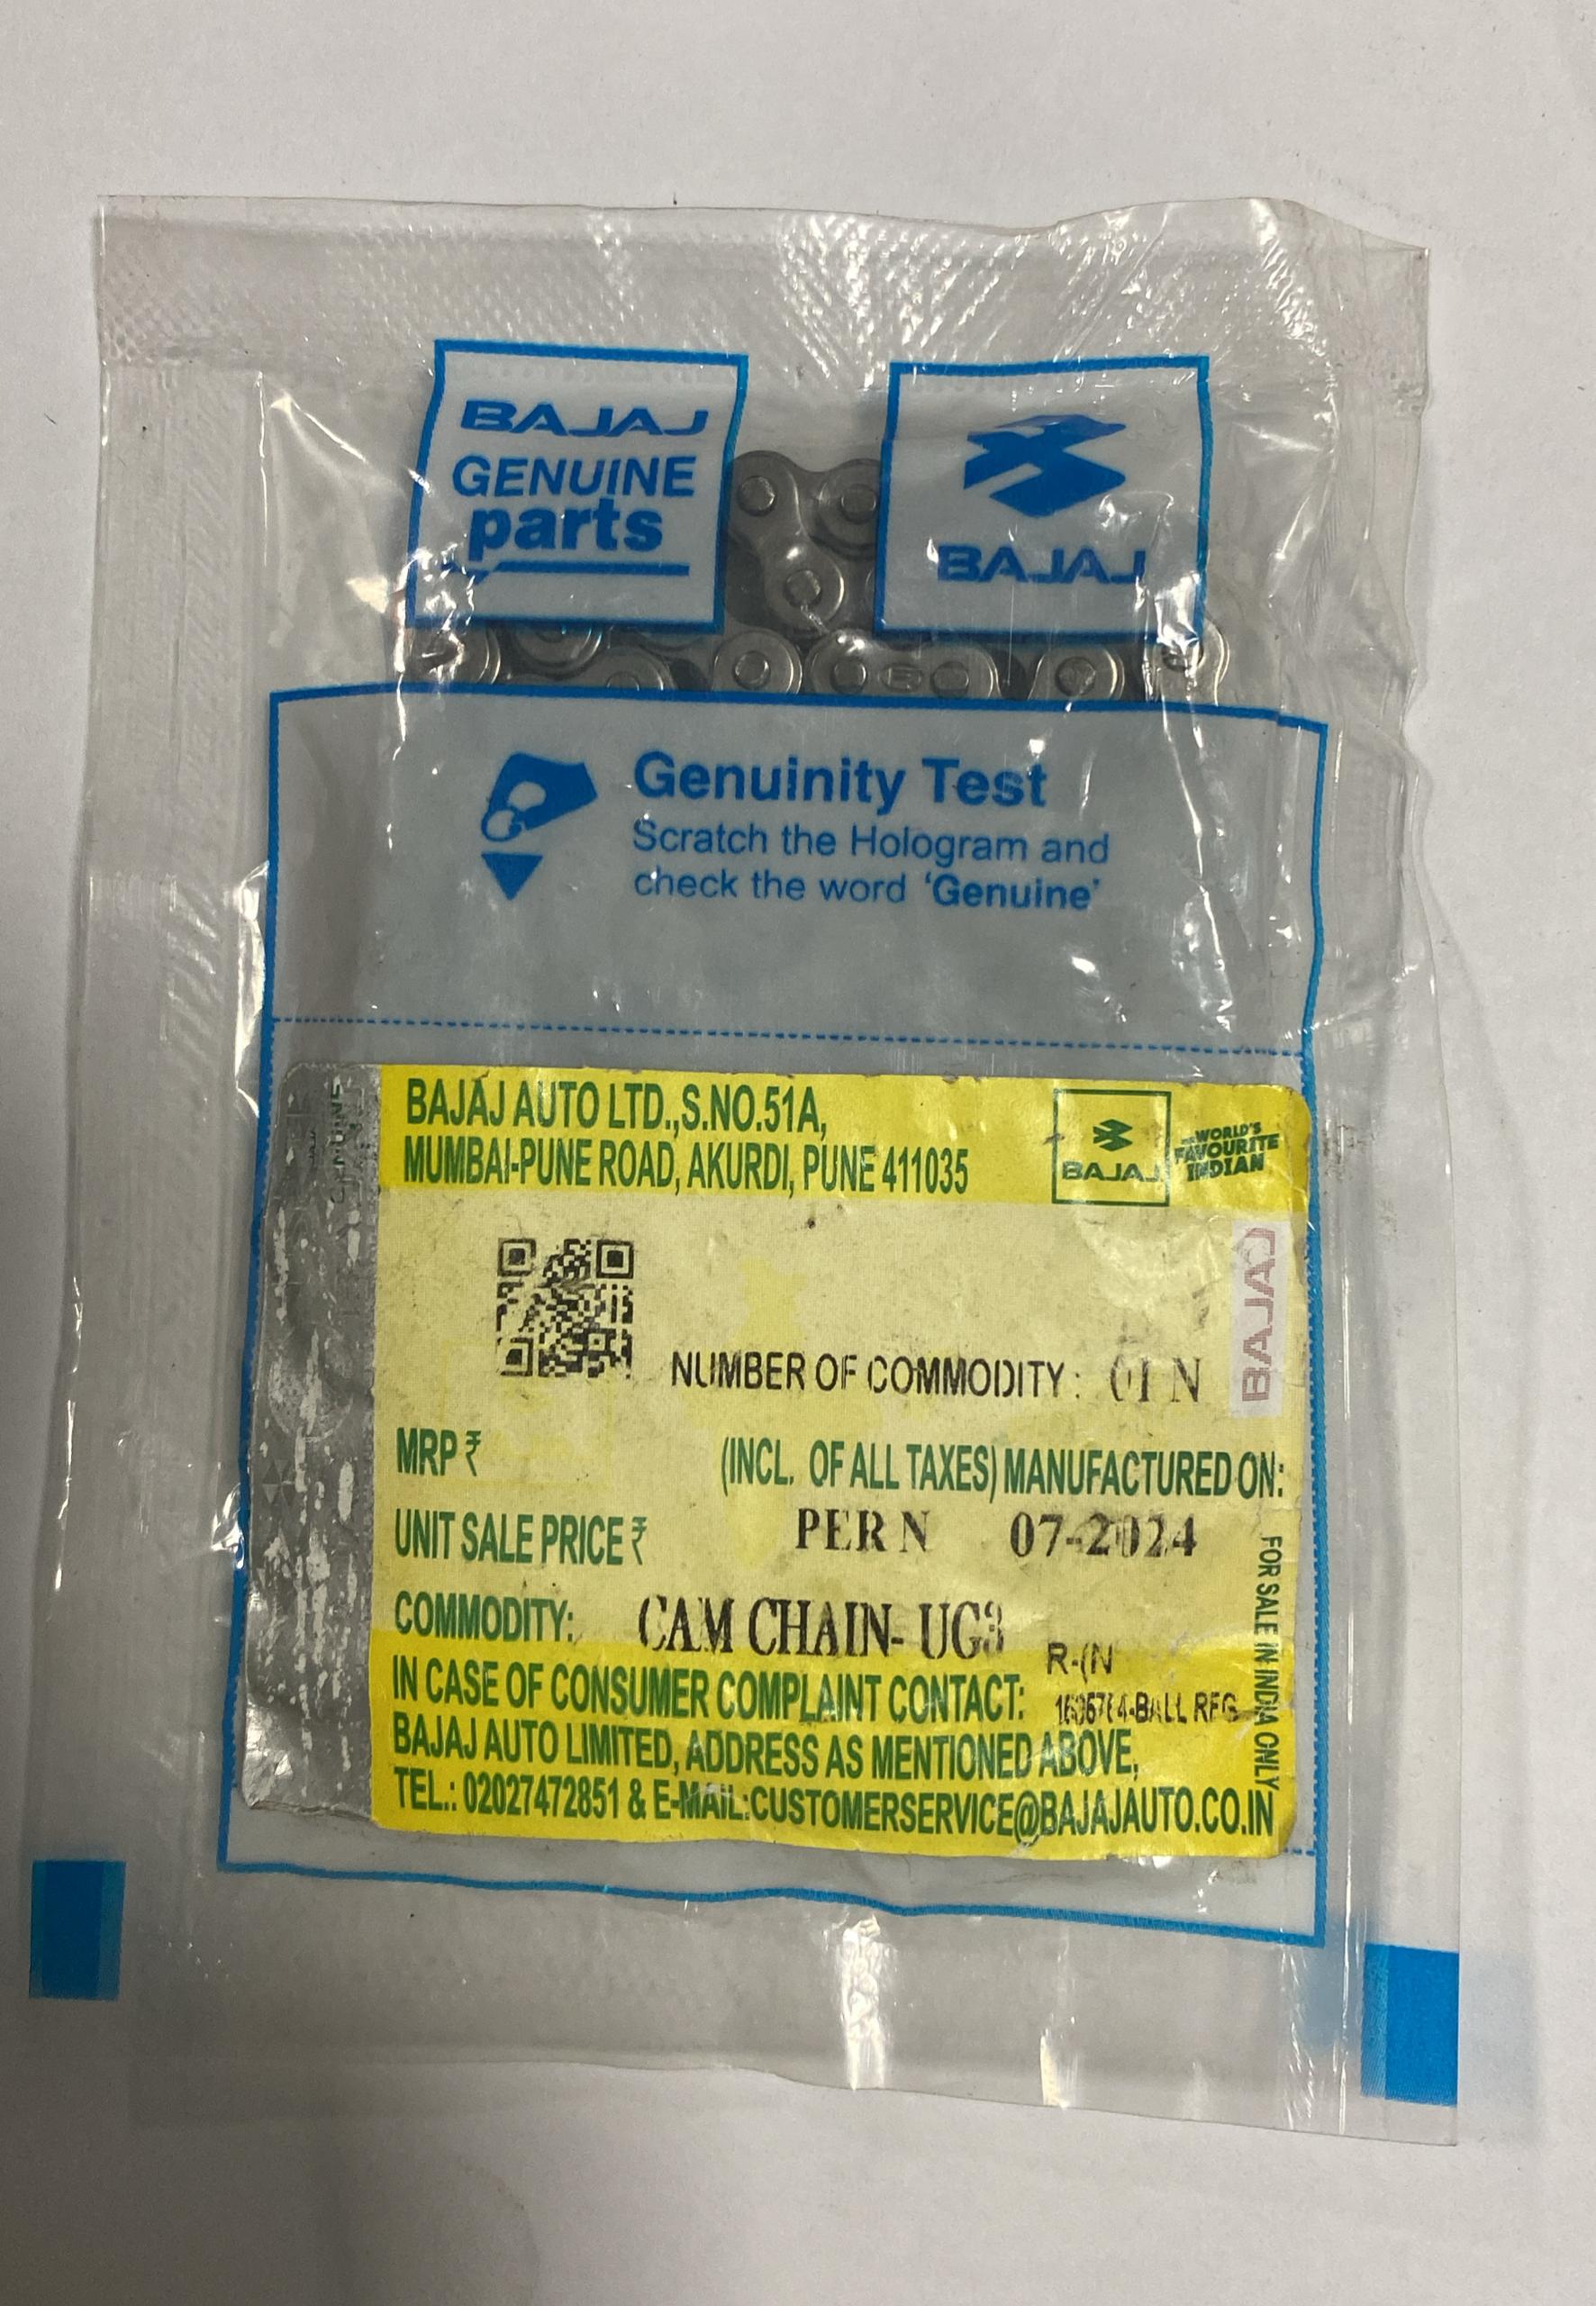 BAJAJ
GENUINE
parts
BAJAJ
Genuinity Test
Scratch the Hologram and
check the word 'Genuine'
BAJAJ AUTO LTD.,S.NO.51A,
MUMBAI-PUNE ROAD, AKURDI, PUNE 411035
BAJAJ
WORLD'S
FAVOURITE
INDIAN
GENUINE
BAJAJ
NUMBER OF COMMODITY: 01 N
MRP ₹ (INCL. OF ALL TAXES) MANUFACTURED ON:
UNIT SALE PRICE ₹ PER N 07-2024
COMMODITY: CAM CHAIN- UG3
FOR SALE IN INDIA ONLY
IN CASE OF CONSUMER COMPLAINT CONTACT:
BAJAJ AUTO LIMITED, ADDRESS AS MENTIONED ABOVE,
TEL.: 02027472851 & E-MAIL:CUSTOMERSERVICE@BAJAJAUTO.CO.IN